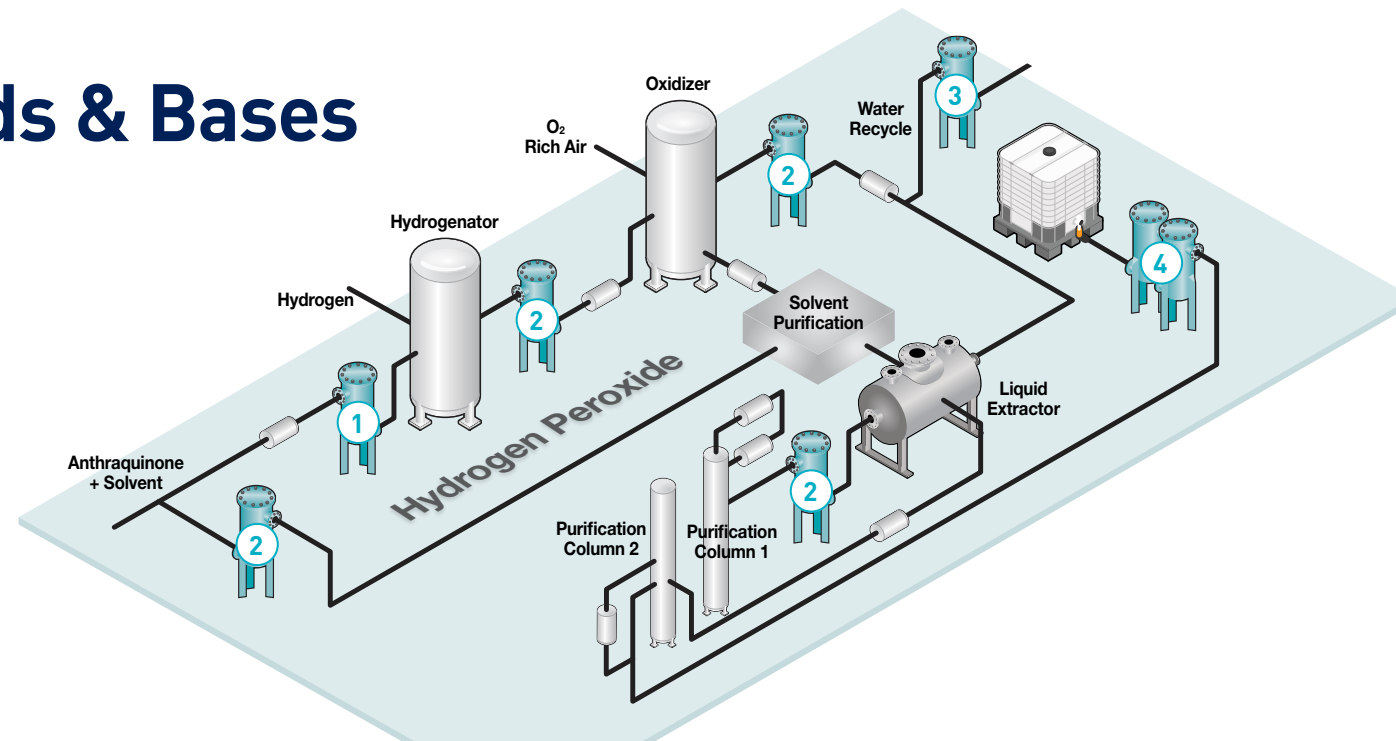 ds & Bases
Oxidizer
O₂
Rich Air
Water
Recycle
3
2
Hydrogenator
Hydrogen
2
4
Solvent
Purification
1
Hydrogen Peroxide
Liquid
Extractor
Anthraquinone
+ Solvent
2
2
Purification
Column 2
Purification
Column 1